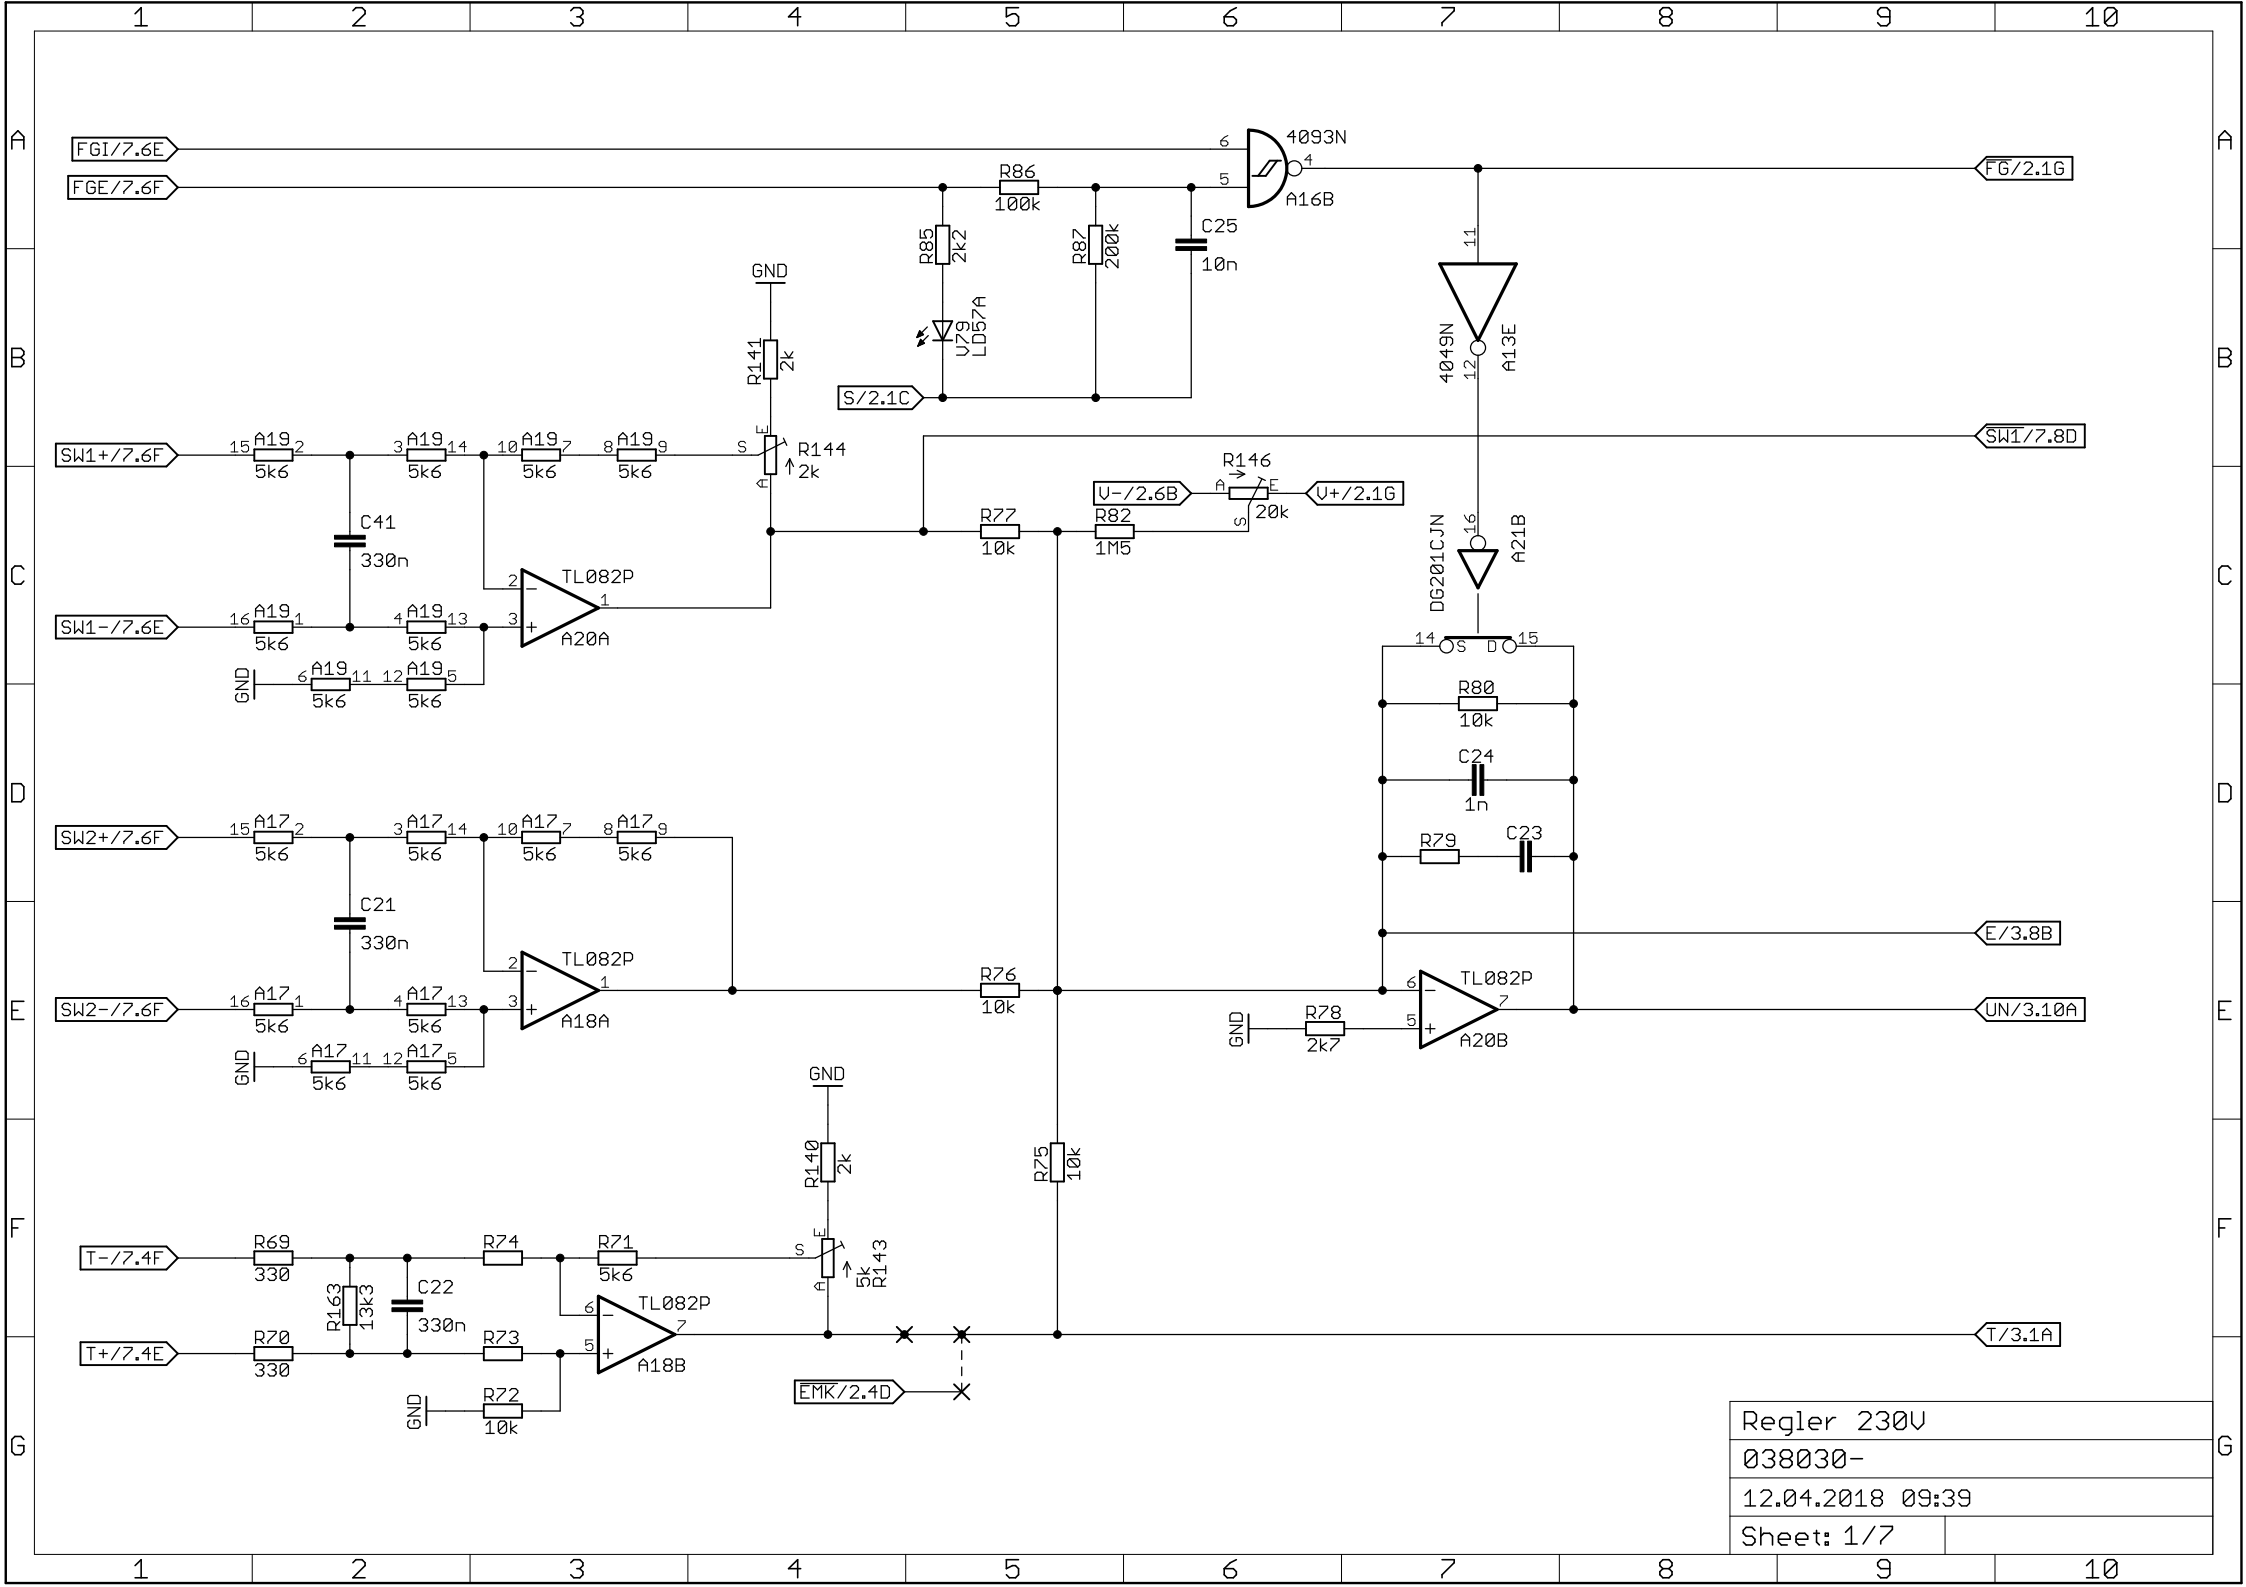 1 2 3 4 5 6 7 8 9 10
A A
FGI/7.6E
6
4093N
4
FG/2.1G
FGE/7.6F
R86
100k
5
A16B
R85
2k2
R87
200k
C25
10n
11
GND
V79
LD57A
4049N
A13E
12
B B
R141
2k
S/2.1C
E
SW1+/7.6F
15 A19 2
5k6
3 A19 14
5k6
10 A19 7
5k6
8 A19 9
5k6
S
R144
2k
A
SW1/7.8D
R146
V-/2.6B
A E
V+/2.1G
20k
S
R77
10k
R82
1M5
C41
330n
16
DG201CJN
A21B
C C
2
TL082P
1
-
SW1-/7.6E
16 A19 1
5k6
4 A19 13
5k6
3
+
A20A
14 S D 15
GND
6 A19 11
5k6
12 A19 5
5k6
R80
10k
C24
1n
D D
SW2+/7.6F
15 A17 2
5k6
3 A17 14
5k6
10 A17 7
5k6
8 A17 9
5k6
R79
C23
C21
330n
E/3.8B
2
TL082P
1
-
R76
10k
6
TL082P
7
-
E E
SW2-/7.6F
16 A17 1
5k6
4 A17 13
5k6
3
+
A18A
GND
R78
2k7
5
+
A20B
UN/3.10A
GND
6 A17 11
5k6
12 A17 5
5k6
GND
R140
2k
R75
10k
F F
E
T-/7.4F
R69
330
R74
R71
5k6
S
5k
R143
A
R163
13k3
C22
330n
6
TL082P
7
-
T/3.1A
T+/7.4E
R70
330
R73
5
+
A18B
EMK/2.4D
GND
R72
10k
G G
Regler 230V
038030-
12.04.2018 09:39
Sheet: 1/7
1 2 3 4 5 6 7 8 9 10